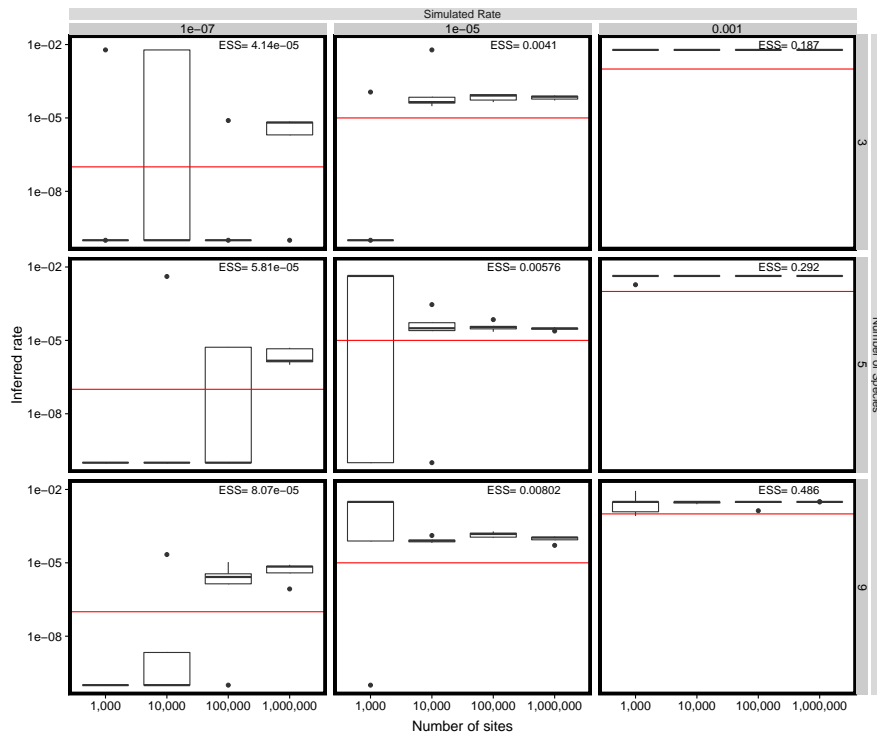 Simulated Rate
1e−07 1e−05 0.001
ESS= 4.14e−05 ESS= 0.0041 ESS= 0.187
1e−02
1e−05
1e−08
3
ESS= 5.81e−05 ESS= 0.00576 ESS= 0.292
1e−02
1e−05
1e−08
5
Inferred rate
Number of Species
ESS= 8.07e−05 ESS= 0.00802 ESS= 0.486
1e−02
1e−05
1e−08
9
1,000 10,000 100,000 1,000,000 1,000 10,000 100,000 1,000,000 1,000 10,000 100,000 1,000,000
Number of sites